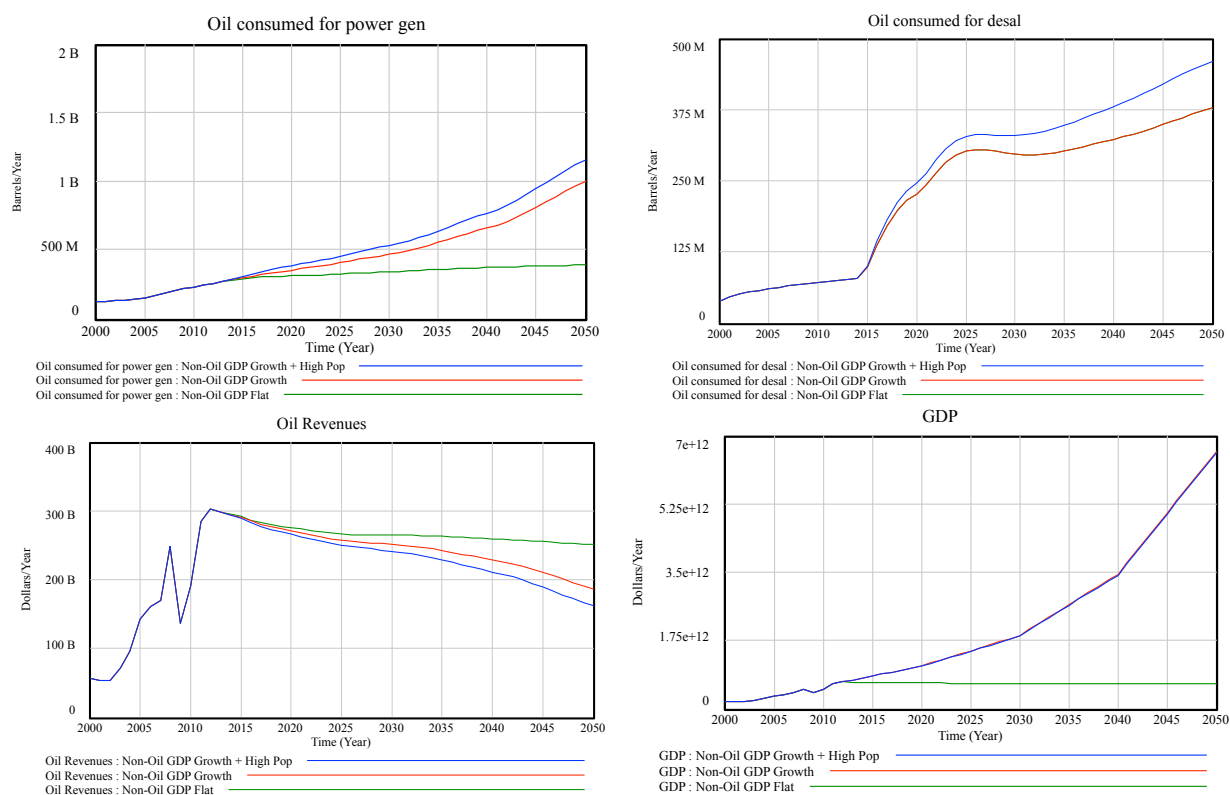 Oil consumed for power gen
2 B
1.5 B
1 B
500 M
0
Barrels/Year
2000 2005 2010 2015 2020 2025 2030 2035 2040 2045 2050
Time (Year)
Oil consumed for power gen : Non-Oil GDP Growth + High Pop
Oil consumed for power gen : Non-Oil GDP Growth
Oil consumed for power gen : Non-Oil GDP Flat
Oil consumed for desal
500 M
375 M
250 M
125 M
0
Barrels/Year
2000 2005 2010 2015 2020 2025 2030 2035 2040 2045 2050
Time (Year)
Oil consumed for desal : Non-Oil GDP Growth + High Pop
Oil consumed for desal : Non-Oil GDP Growth
Oil consumed for desal : Non-Oil GDP Flat
Oil Revenues
400 B
300 B
200 B
100 B
0
Dollars/Year
2000 2005 2010 2015 2020 2025 2030 2035 2040 2045 2050
Time (Year)
Oil Revenues : Non-Oil GDP Growth + High Pop
Oil Revenues : Non-Oil GDP Growth
Oil Revenues : Non-Oil GDP Flat
GDP
7e+12
5.25e+12
3.5e+12
1.75e+12
0
Dollars/Year
2000 2005 2010 2015 2020 2025 2030 2035 2040 2045 2050
Time (Year)
GDP : Non-Oil GDP Growth + High Pop
GDP : Non-Oil GDP Growth
GDP : Non-Oil GDP Flat